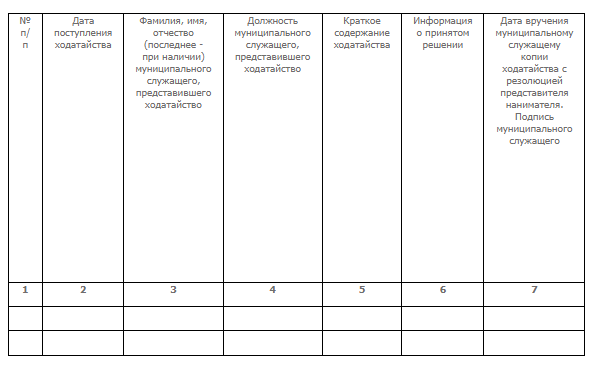 №
п/
п
Дата
поступления
ходатайства
Фамилия, имя,
отчество
(последнее -
при наличии)
муниципального
служащего,
представившего
ходатайство
Должность
муниципального
служащего,
представившего
ходатайство
Краткое
содержание
ходатайства
Информация
о принятом
решении
Дата вручения
муниципальному
служащему
копии
ходатайства с
резолюцией
представителя
нанимателя.
Подпись
муниципального
служащего
1 2 3 4 5 6 7